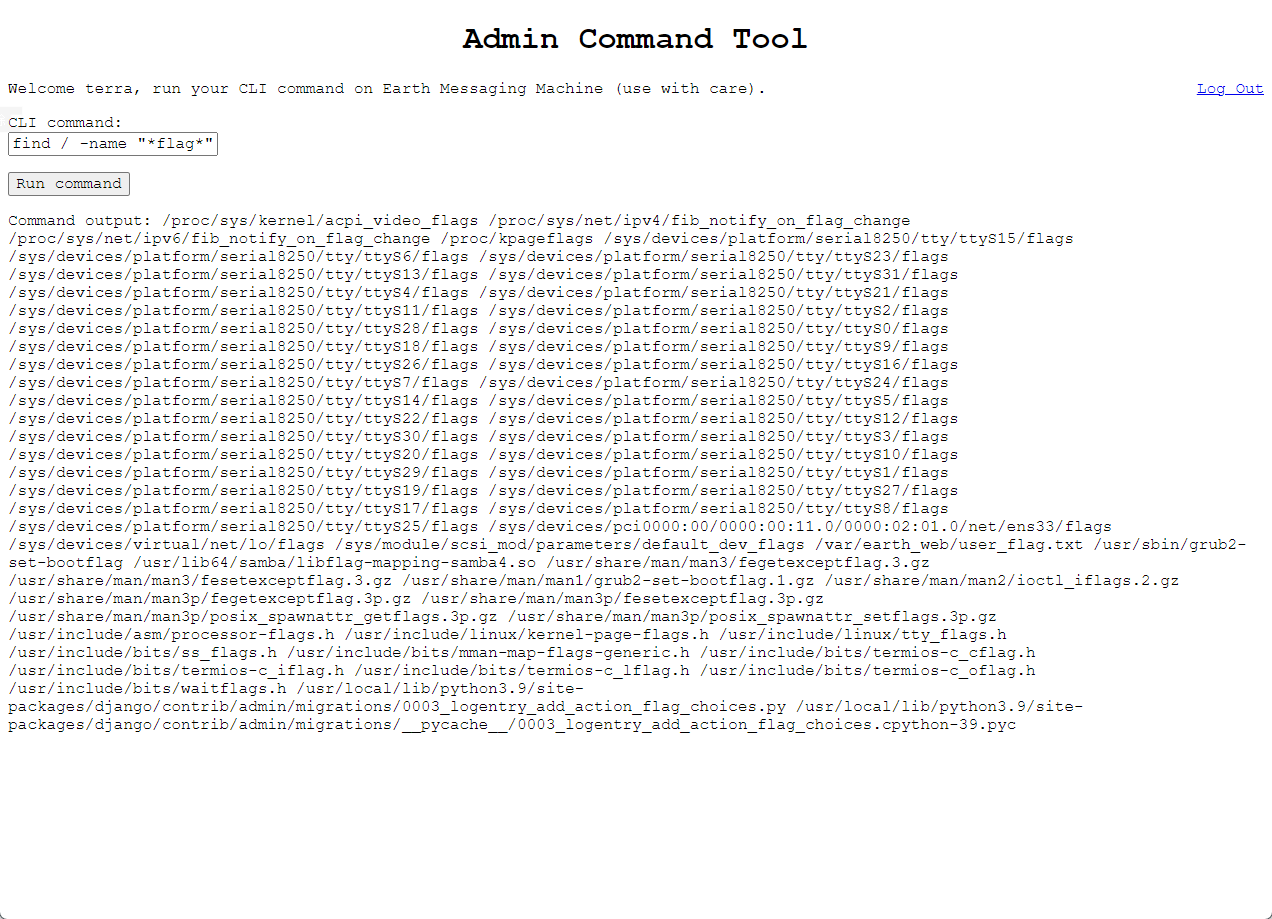 Admin Command Tool
Welcome terra, run your CLI command on Earth Messaging Machine (use with care). Log Out
CLI command:
find / -name "*flag*"
Run command
Command output: /proc/sys/kernel/acpi_video_flags /proc/sys/net/ipv4/fib_notify_on_flag_change
/proc/sys/net/ipv6/fib_notify_on_flag_change /proc/kpageflags /sys/devices/platform/serial8250/tty/ttyS15/flags
/sys/devices/platform/serial8250/tty/ttyS6/flags /sys/devices/platform/serial8250/tty/ttyS23/flags
/sys/devices/platform/serial8250/tty/ttyS13/flags /sys/devices/platform/serial8250/tty/ttyS31/flags
/sys/devices/platform/serial8250/tty/ttyS4/flags /sys/devices/platform/serial8250/tty/ttyS21/flags
/sys/devices/platform/serial8250/tty/ttyS11/flags /sys/devices/platform/serial8250/tty/ttyS2/flags
/sys/devices/platform/serial8250/tty/ttyS28/flags /sys/devices/platform/serial8250/tty/ttyS0/flags
/sys/devices/platform/serial8250/tty/ttyS18/flags /sys/devices/platform/serial8250/tty/ttyS9/flags
/sys/devices/platform/serial8250/tty/ttyS26/flags /sys/devices/platform/serial8250/tty/ttyS16/flags
/sys/devices/platform/serial8250/tty/ttyS7/flags /sys/devices/platform/serial8250/tty/ttyS24/flags
/sys/devices/platform/serial8250/tty/ttyS14/flags /sys/devices/platform/serial8250/tty/ttyS5/flags
/sys/devices/platform/serial8250/tty/ttyS22/flags /sys/devices/platform/serial8250/tty/ttyS12/flags
/sys/devices/platform/serial8250/tty/ttyS30/flags /sys/devices/platform/serial8250/tty/ttyS3/flags
/sys/devices/platform/serial8250/tty/ttyS20/flags /sys/devices/platform/serial8250/tty/ttyS10/flags
/sys/devices/platform/serial8250/tty/ttyS29/flags /sys/devices/platform/serial8250/tty/ttyS1/flags
/sys/devices/platform/serial8250/tty/ttyS19/flags /sys/devices/platform/serial8250/tty/ttyS27/flags
/sys/devices/platform/serial8250/tty/ttyS17/flags /sys/devices/platform/serial8250/tty/ttyS8/flags
/sys/devices/platform/serial8250/tty/ttyS25/flags /sys/devices/pci0000:00/0000:00:11.0/0000:02:01.0/net/ens33/flags
/sys/devices/virtual/net/lo/flags /sys/module/scsi_mod/parameters/default_dev_flags /var/earth_web/user_flag.txt /usr/sbin/grub2-
set-bootflag /usr/lib64/samba/libflag-mapping-samba4.so /usr/share/man/man3/fegetexceptflag.3.gz
/usr/share/man/man3/fesetexceptflag.3.gz /usr/share/man/man1/grub2-set-bootflag.1.gz /usr/share/man/man2/ioctl_iflags.2.gz
/usr/share/man/man3p/fegetexceptflag.3p.gz /usr/share/man/man3p/fesetexceptflag.3p.gz
/usr/share/man/man3p/posix_spawnattr_getflags.3p.gz /usr/share/man/man3p/posix_spawnattr_setflags.3p.gz
/usr/include/asm/processor-flags.h /usr/include/linux/kernel-page-flags.h /usr/include/linux/tty_flags.h
/usr/include/bits/ss_flags.h /usr/include/bits/mman-map-flags-generic.h /usr/include/bits/termios-c_cflag.h
/usr/include/bits/termios-c_iflag.h /usr/include/bits/termios-c_lflag.h /usr/include/bits/termios-c_oflag.h
/usr/include/bits/waitflags.h /usr/local/lib/python3.9/site-
packages/django/contrib/admin/migrations/0003_logentry_add_action_flag_choices.py /usr/local/lib/python3.9/site-
packages/django/contrib/admin/migrations/__pycache__/0003_logentry_add_action_flag_choices.cpython-39.pyc